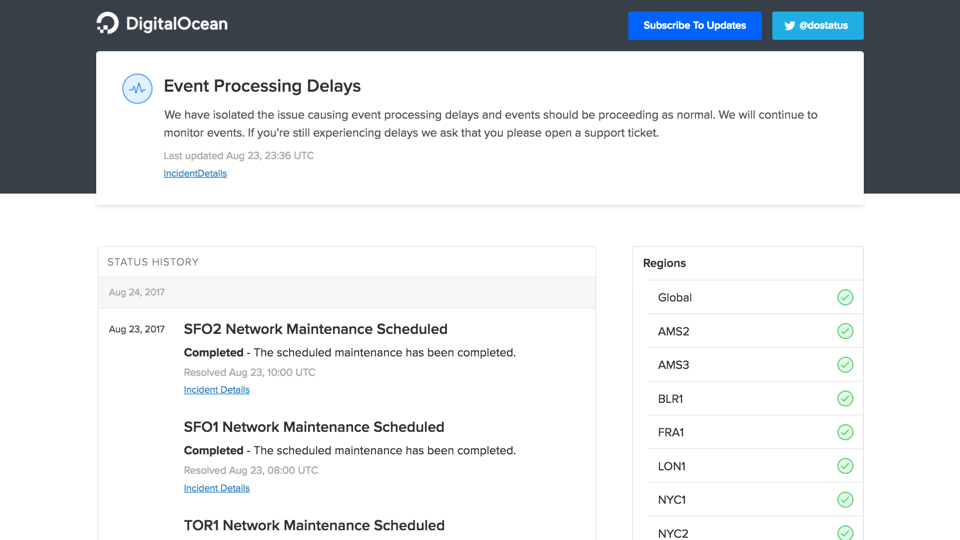 DigitalOcean
Subscribe To Updates
@dostatus
Event Processing Delays
We have isolated the issue causing event processing delays and events should be proceeding as normal. We will continue to
monitor events. If you're still experiencing delays we ask that you please open a support ticket.
Last updated Aug 23, 23:36 UTC
IncidentDetails
STATUS HISTORY
Aug 24, 2017
Aug 23, 2017
SFO2 Network Maintenance Scheduled
Completed - The scheduled maintenance has been completed.
Resolved Aug 23, 10:00 UTC
Incident Details
SFO1 Network Maintenance Scheduled
Completed - The scheduled maintenance has been completed.
Resolved Aug 23, 08:00 UTC
Incident Details
TOR1 Network Maintenance Scheduled
Regions
Global
AMS2
AMS3
BLR1
FRA1
LON1
NYC1
NYC2